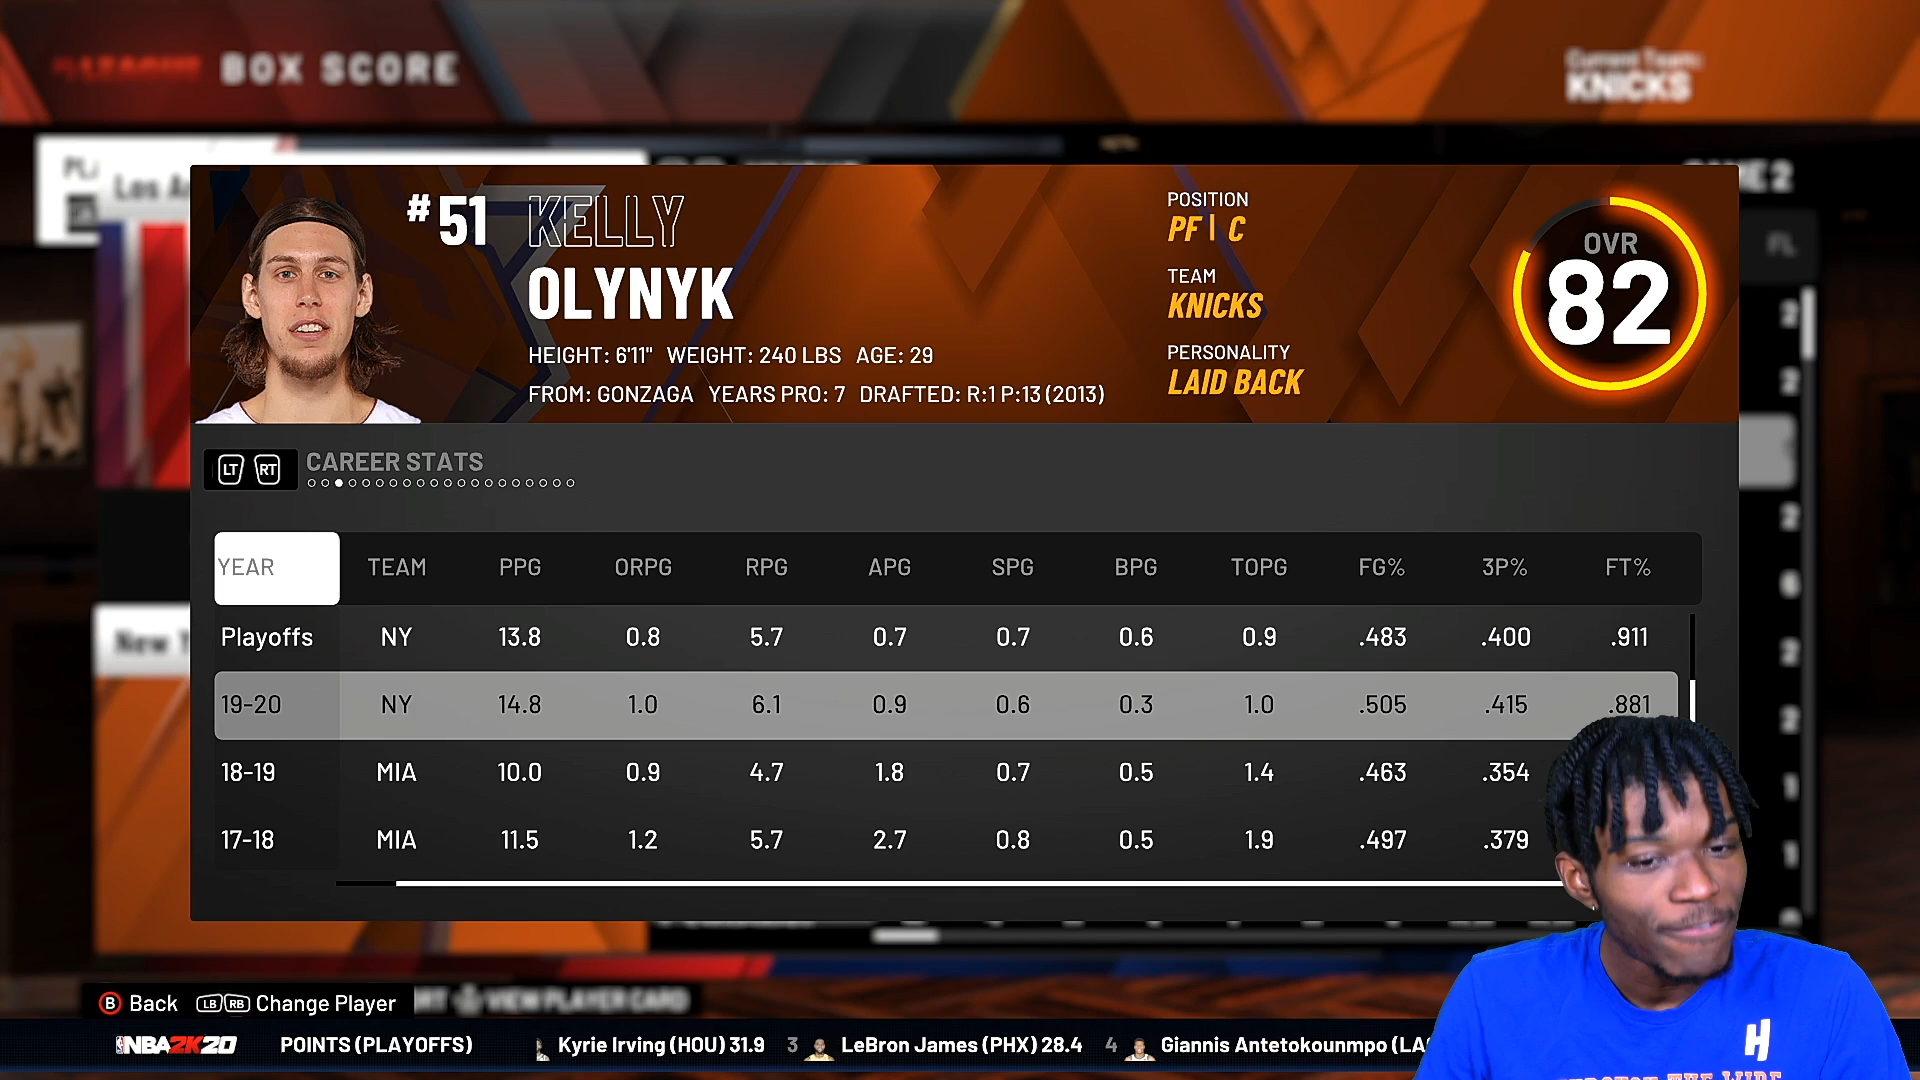 BOX SCORE
Current Team:
KNICKS
#51 KELLY
OLYNYK
HEIGHT: 6'11" WEIGHT: 240 LBS AGE: 29
FROM: GONZAGA YEARS PRO: 7 DRAFTED: R:1 P:13 (2013)
POSITION
PF | C
TEAM
KNICKS
PERSONALITY
LAID BACK
OVR
82
LT RT CAREER STATS
YEAR TEAM PPG ORPG RPG APG SPG BPG TOPG FG% 3P% FT%
Playoffs NY 13.8 0.8 5.7 0.7 0.7 0.6 0.9 .483 .400 .911
19-20 NY 14.8 1.0 6.1 0.9 0.6 0.3 1.0 .505 .415 .881
18-19 MIA 10.0 0.9 4.7 1.8 0.7 0.5 1.4 .463 .354
17-18 MIA 11.5 1.2 5.7 2.7 0.8 0.5 1.9 .497 .379
B Back LB RB Change Player
VIEW PLAYER CARD
NBA2K20 POINTS (PLAYOFFS) Kyrie Irving (HOU) 31.9 3 LeBron James (PHX) 28.4 4 Giannis Antetokounmpo
H